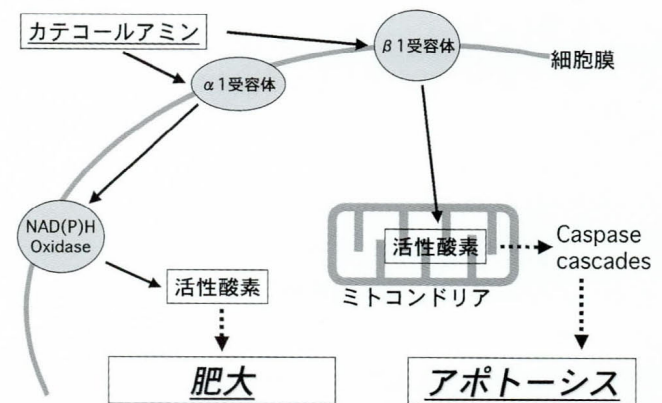 カテコールアミン
β1受容体
細胞膜
α1受容体
NAD(P)H
Oxidase
活性酸素
活性酸素
Caspase
cascades
ミトコンドリア
肥大
アポトーシス